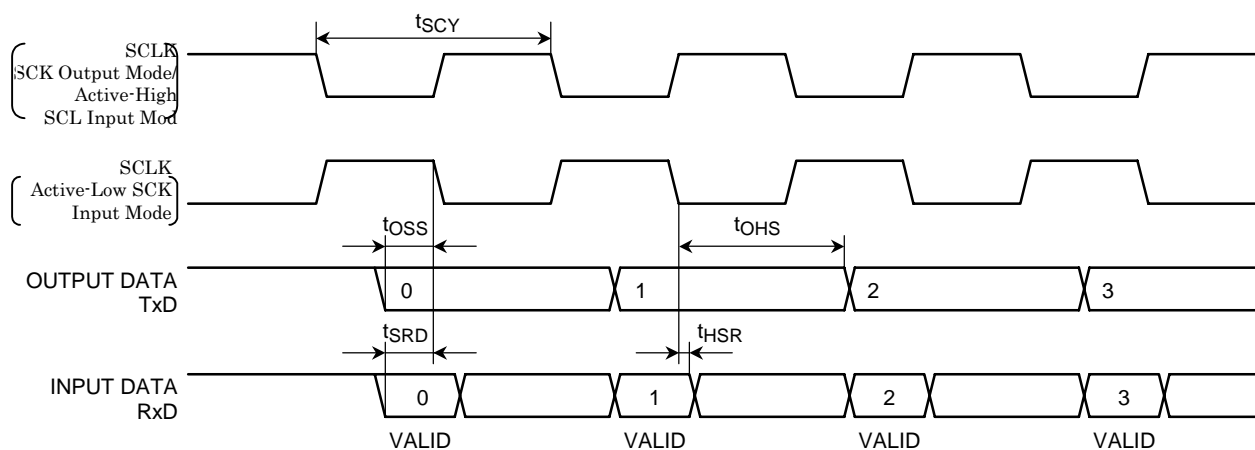 tSCY
SCLK
SCK Output Mode/
Active-High
SCL Input Mod
SCLK
Active-Low SCK
Input Mode
tOSS
tOHS
OUTPUT DATA
TxD
0
1
2
3
tSRD
tHSR
INPUT DATA
RxD
0
1
2
3
VALID
VALID
VALID
VALID